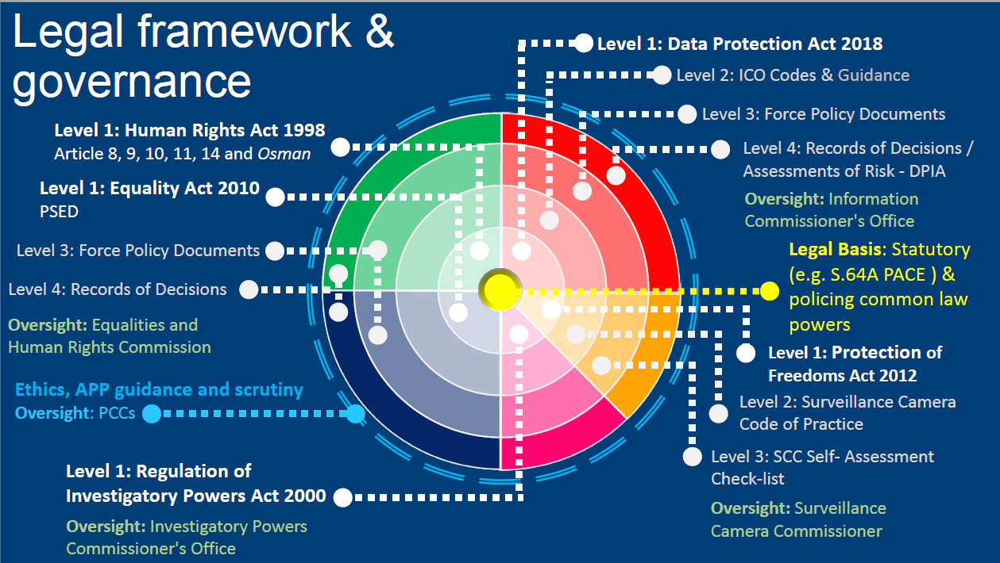 Legal framework &
governance
Level 1: Human Rights Act 1998
Article 8, 9, 10, 11, 14 and Osman
Level 1: Equality Act 2010
PSED
Level 3: Force Policy Documents
Level 4: Records of Decisions
Oversight: Equalities and
Human Rights Commission
Ethics, APP guidance and scrutiny
Oversight: PCCs
Level 1: Regulation of
Investigatory Powers Act 2000
Oversight: Investigatory Powers
Commissioner's Office
Level 1: Data Protection Act 2018
Level 2: ICO Codes & Guidance
Level 3: Force Policy Documents
Level 4: Records of Decisions /
Assessments of Risk - DPIA
Oversight: Information
Commissioner's Office
Legal Basis: Statutory
(e.g. S.64A PACE ) &
policing common law
powers
Level 1: Protection of
Freedoms Act 2012
Level 2: Surveillance Camera
Code of Practice
Level 3: SCC Self- Assessment
Check-list
Oversight: Surveillance
Camera Commissioner